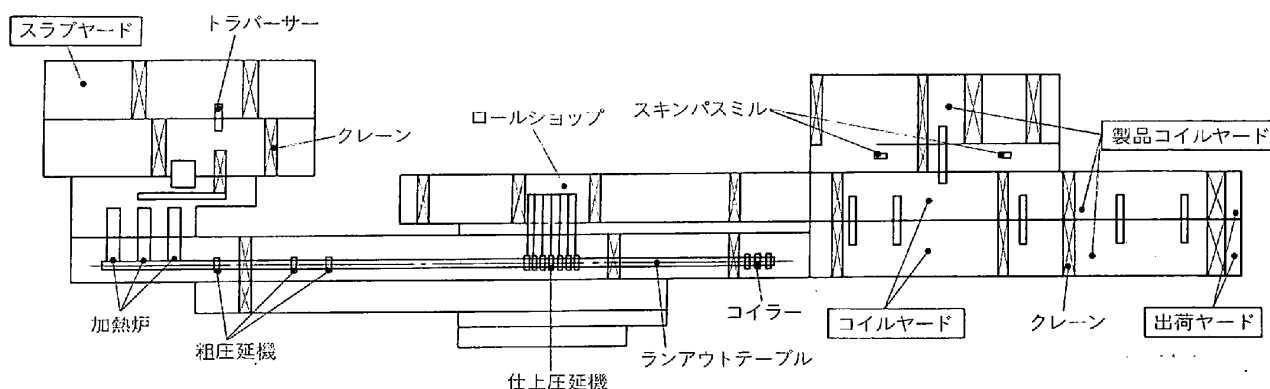 トラバーサー
スラブヤード
クレーン
ロールショップ
スキンパスミル
製品コイルヤード
加熱炉
粗圧延機
仕上圧延機
ランアウトテーブル
コイラー
コイルヤード
クレーン
出荷ヤード